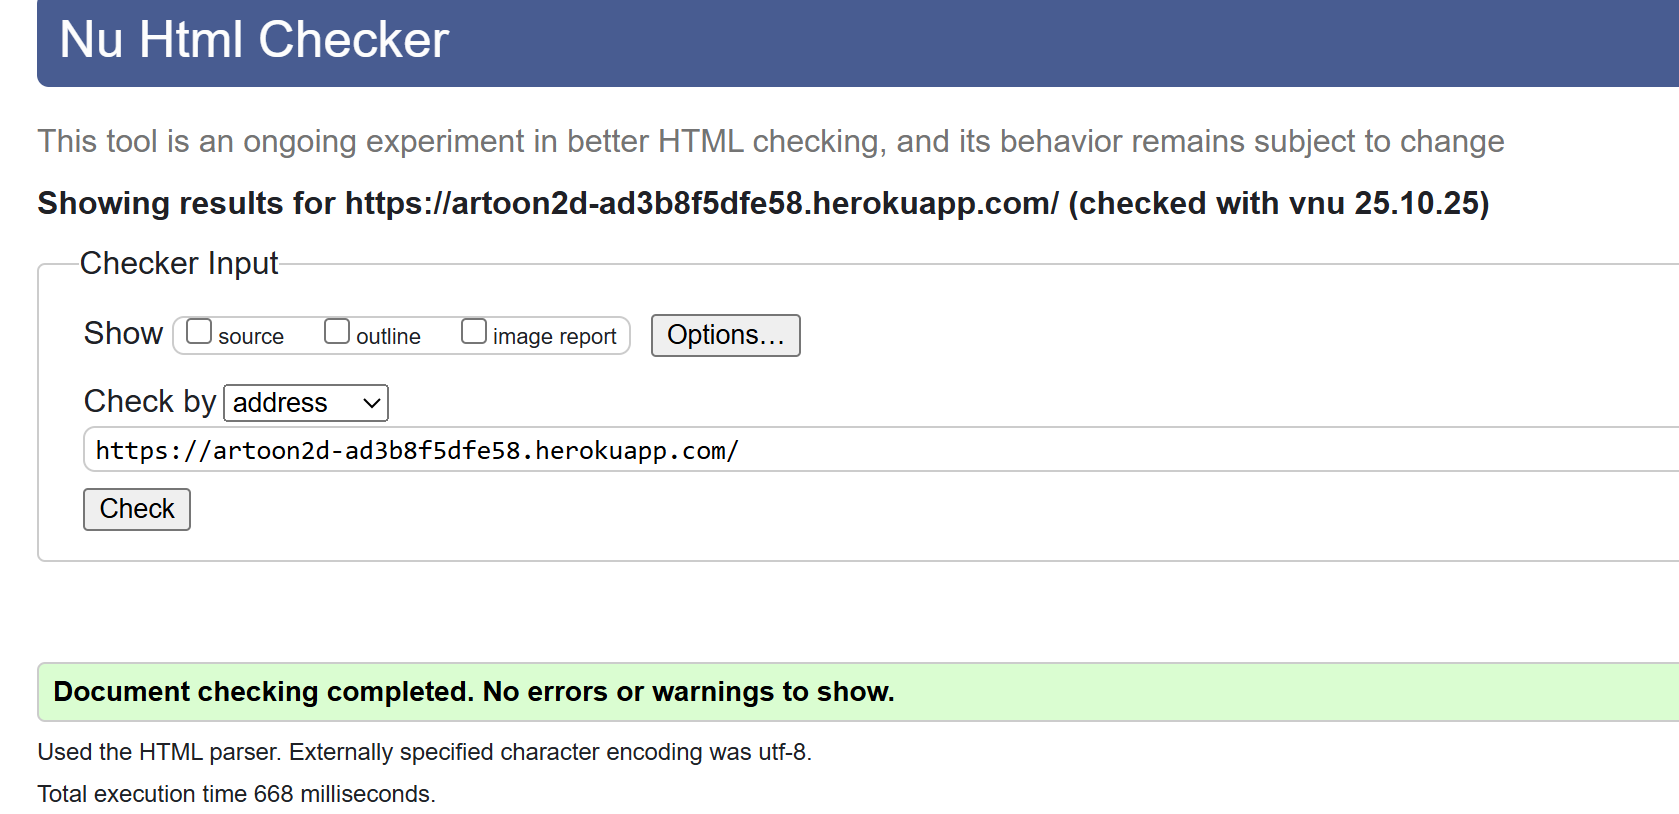 Nu Html Checker
This tool is an ongoing experiment in better HTML checking, and its behavior remains subject to change
Showing results for https://artoon2d-ad3b8f5dfe58.herokuapp.com/ (checked with vnu 25.10.25)
Checker Input
Show source outline image report Options...
Check by address
https://artoon2d-ad3b8f5dfe58.herokuapp.com/
Check
Document checking completed. No errors or warnings to show.
Used the HTML parser. Externally specified character encoding was utf-8.
Total execution time 668 milliseconds.